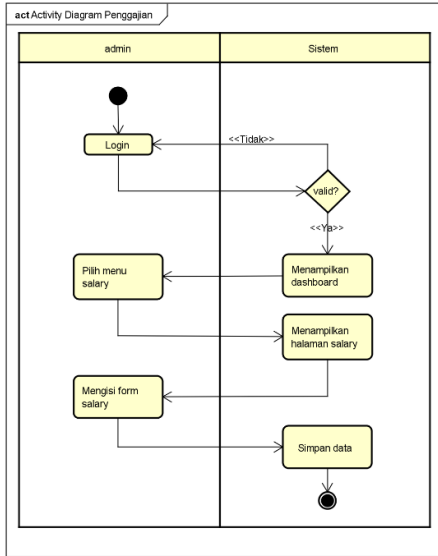 act Activity Diagram Penggajian
admin
Sistem
Login
<<Tidak>>
valid?
<<Ya>>
Pilih menu
salary
Menampilkan
dashboard
Menampilkan
halaman salary
Mengisi form
salary
Simpan data